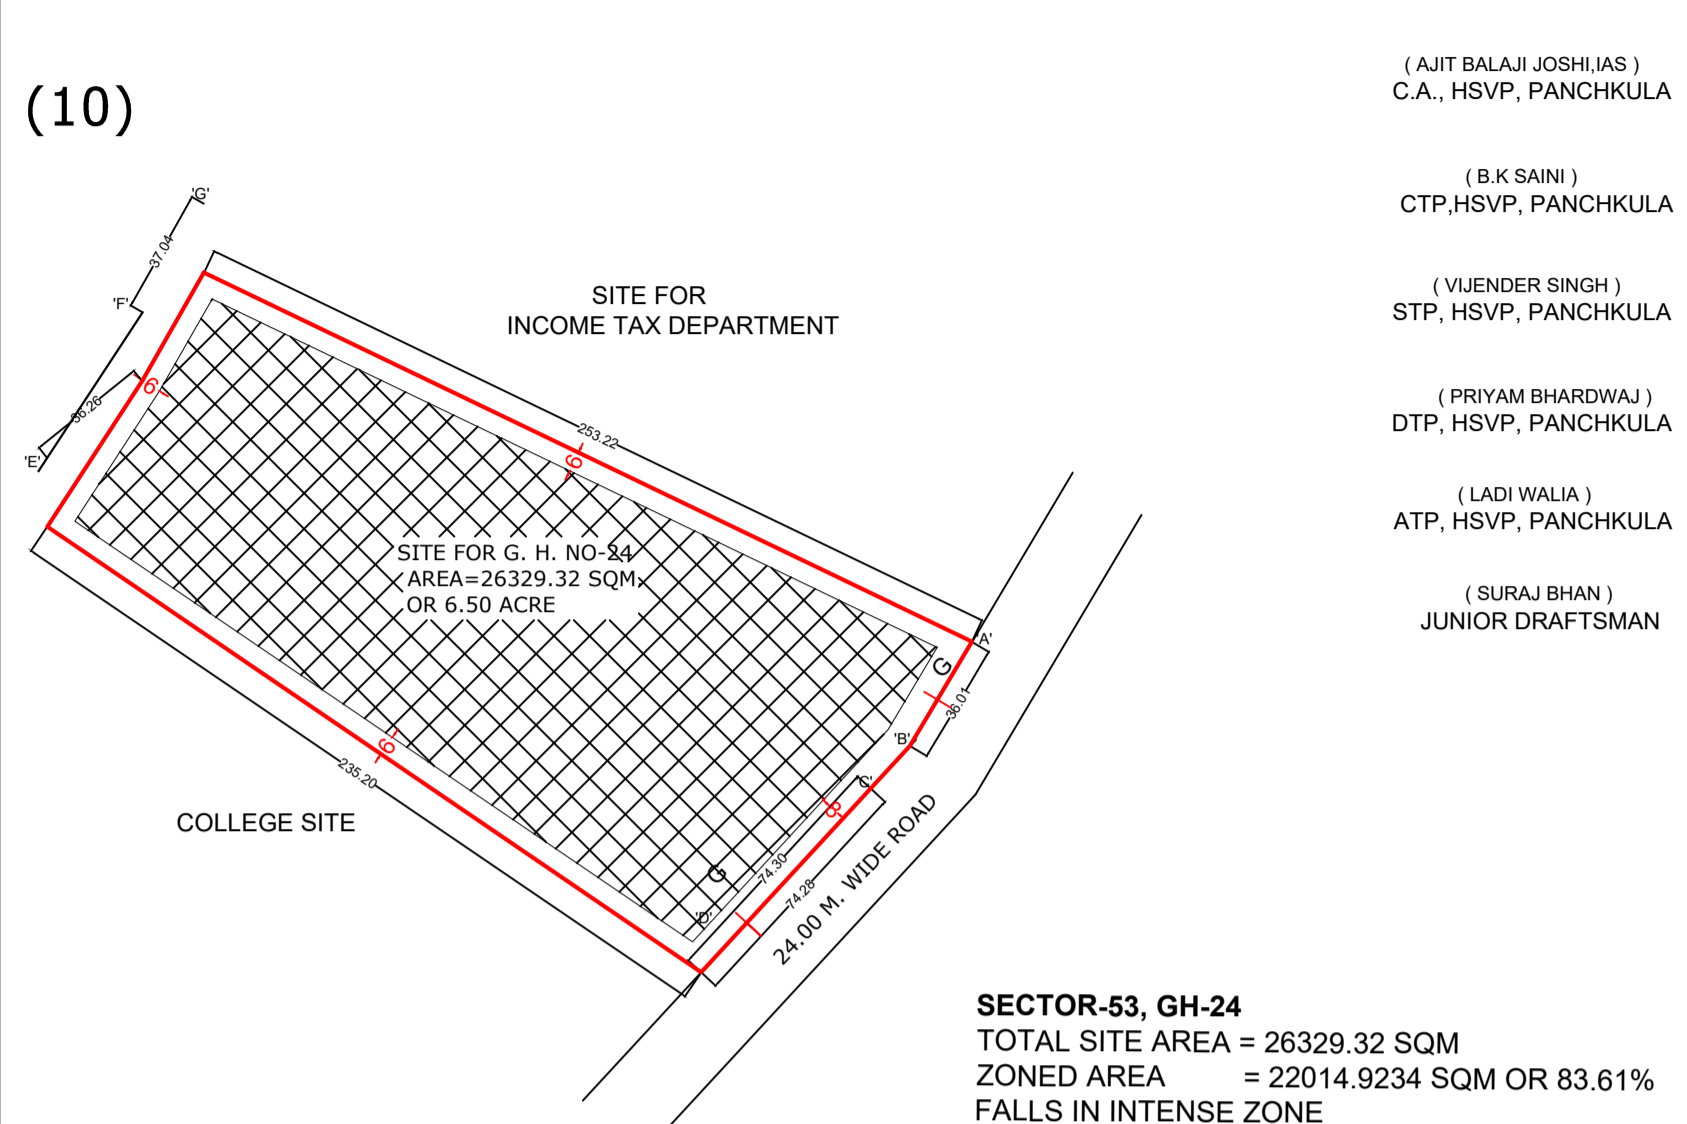 (10)
( AJIT BALAJI JOSHI,IAS )
C.A., HSVP, PANCHKULA
( B.K SAINI )
CTP,HSVP, PANCHKULA
( VIJENDER SINGH )
STP, HSVP, PANCHKULA
( PRIYAM BHARDWAJ )
DTP, HSVP, PANCHKULA
( LADI WALIA )
ATP, HSVP, PANCHKULA
( SURAJ BHAN )
JUNIOR DRAFTSMAN
'G'
37.04
'F'
SITE FOR
INCOME TAX DEPARTMENT
6
36.26
'E'
253.22
6
SITE FOR G. H. NO-24
AREA=26329.32 SQM.
OR 6.50 ACRE
'A'
G
36.01
'B'
6
235.20
'C'
8
COLLEGE SITE
G
74.30
74.28
'D'
24.00 M. WIDE ROAD
SECTOR-53, GH-24
TOTAL SITE AREA = 26329.32 SQM
ZONED AREA = 22014.9234 SQM OR 83.61%
FALLS IN INTENSE ZONE